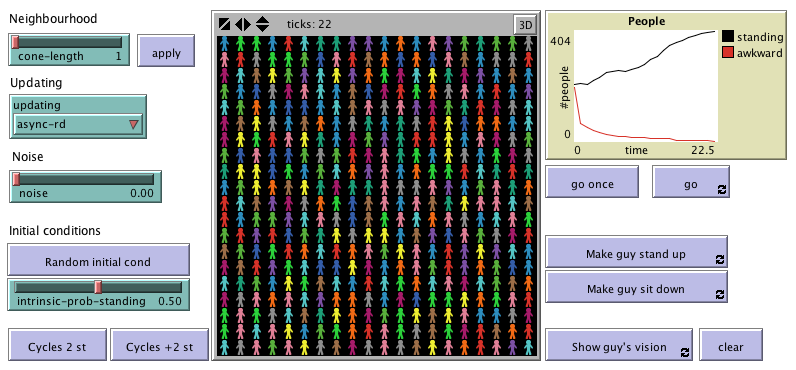 Neighbourhood
cone-length 1
apply
Updating
updating
async-rd
Noise
noise 0.00
Initial conditions
Random initial cond
intrinsic-prob-standing 0.50
Cycles 2 st
Cycles +2 st
ticks: 22
3D
People
404
#people
0
0
time
22.5
standing
awkward
go once
go
Make guy stand up
Make guy sit down
Show guy's vision
clear